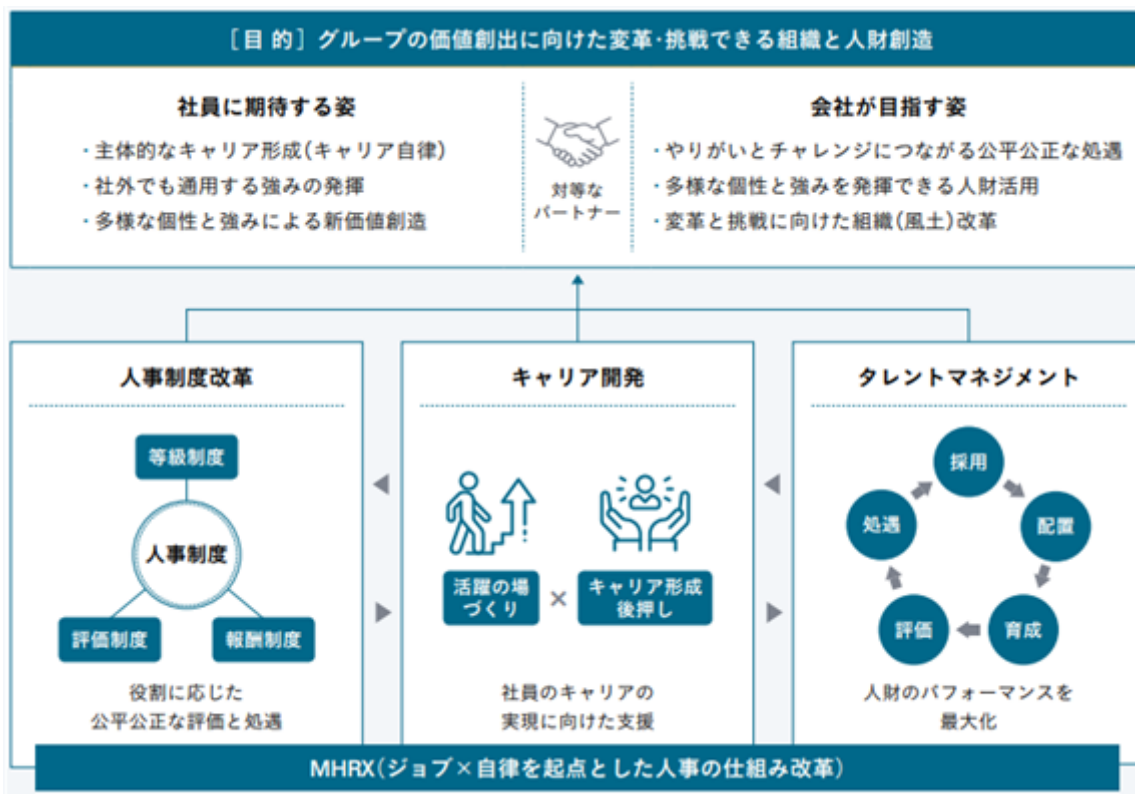 [目 的] グループの価値創出に向けた変革・挑戦できる組織と人財創造
社員に期待する姿
・主体的なキャリア形成(キャリア自律)
・社外でも通用する強みの発揮
・多様な個性と強みによる新価値創造
対等な
パートナー
会社が目指す姿
・やりがいとチャレンジにつながる公平公正な処遇
・多様な個性と強みを発揮できる人財活用
・変革と挑戦に向けた組織(風土)改革
人事制度改革
等級制度
人事制度
評価制度
報酬制度
役割に応じた
公平公正な評価と処遇
キャリア開発
活躍の場
づくり
×
キャリア形成
後押し
社員のキャリアの
実現に向けた支援
タレントマネジメント
採用
配置
育成
評価
処遇
人財のパフォーマンスを
最大化
MHRX(ジョブ×自律を起点とした人事の仕組み改革)